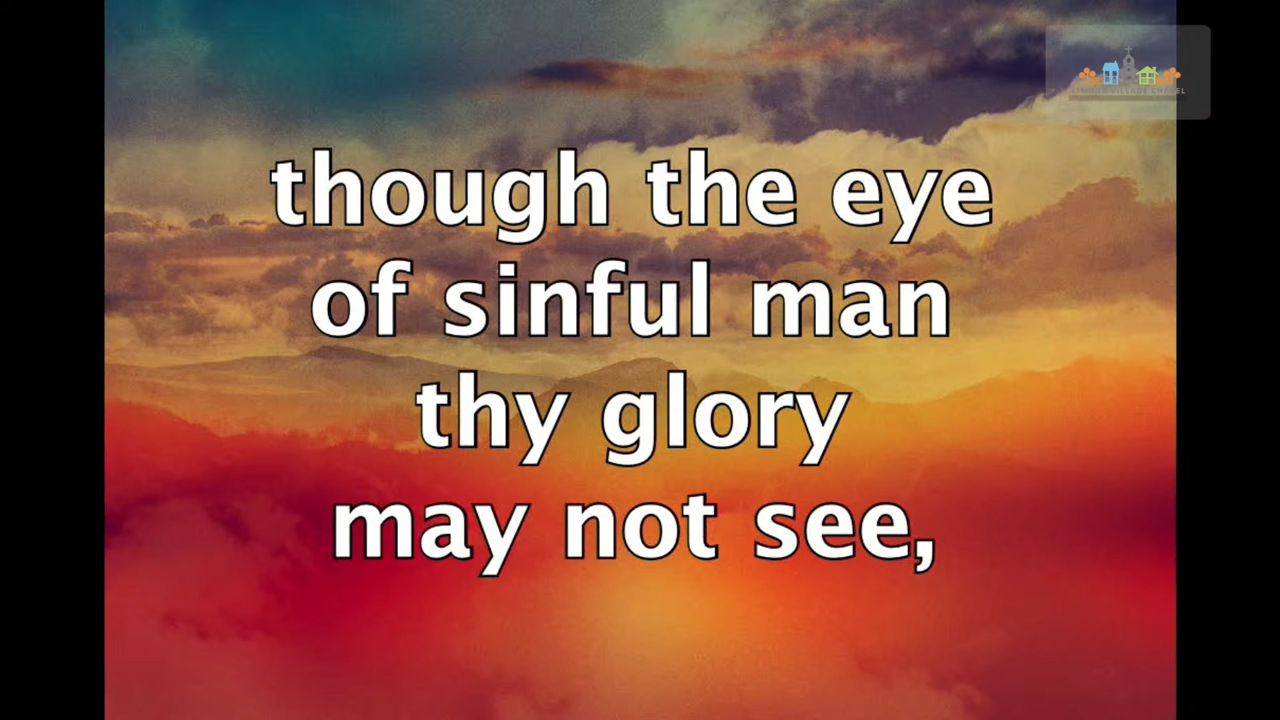 though the eye
of sinful man
thy glory
may not see,